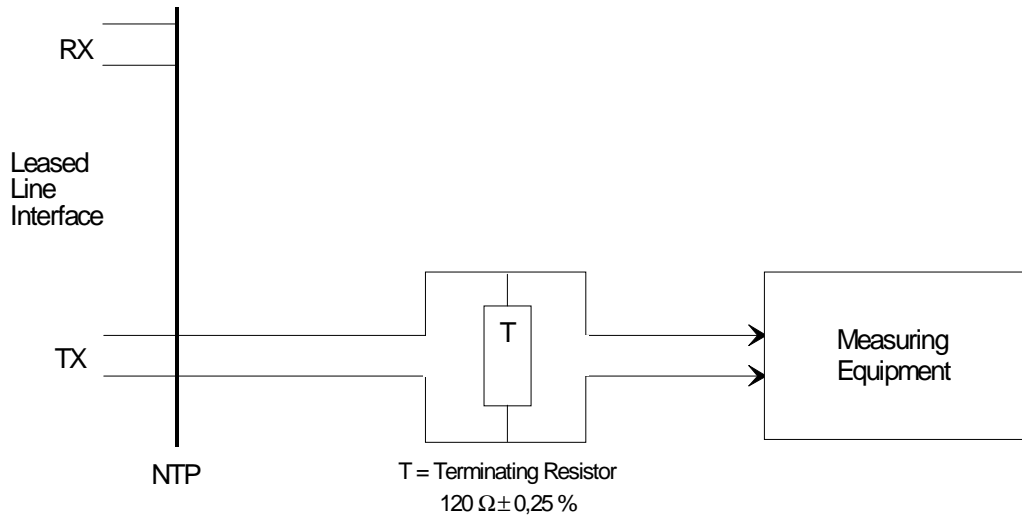 RX
Leased
Line
Interface
TX
NTP
T
T = Terminating Resistor
120 Ω ± 0,25 %
Measuring
Equipment